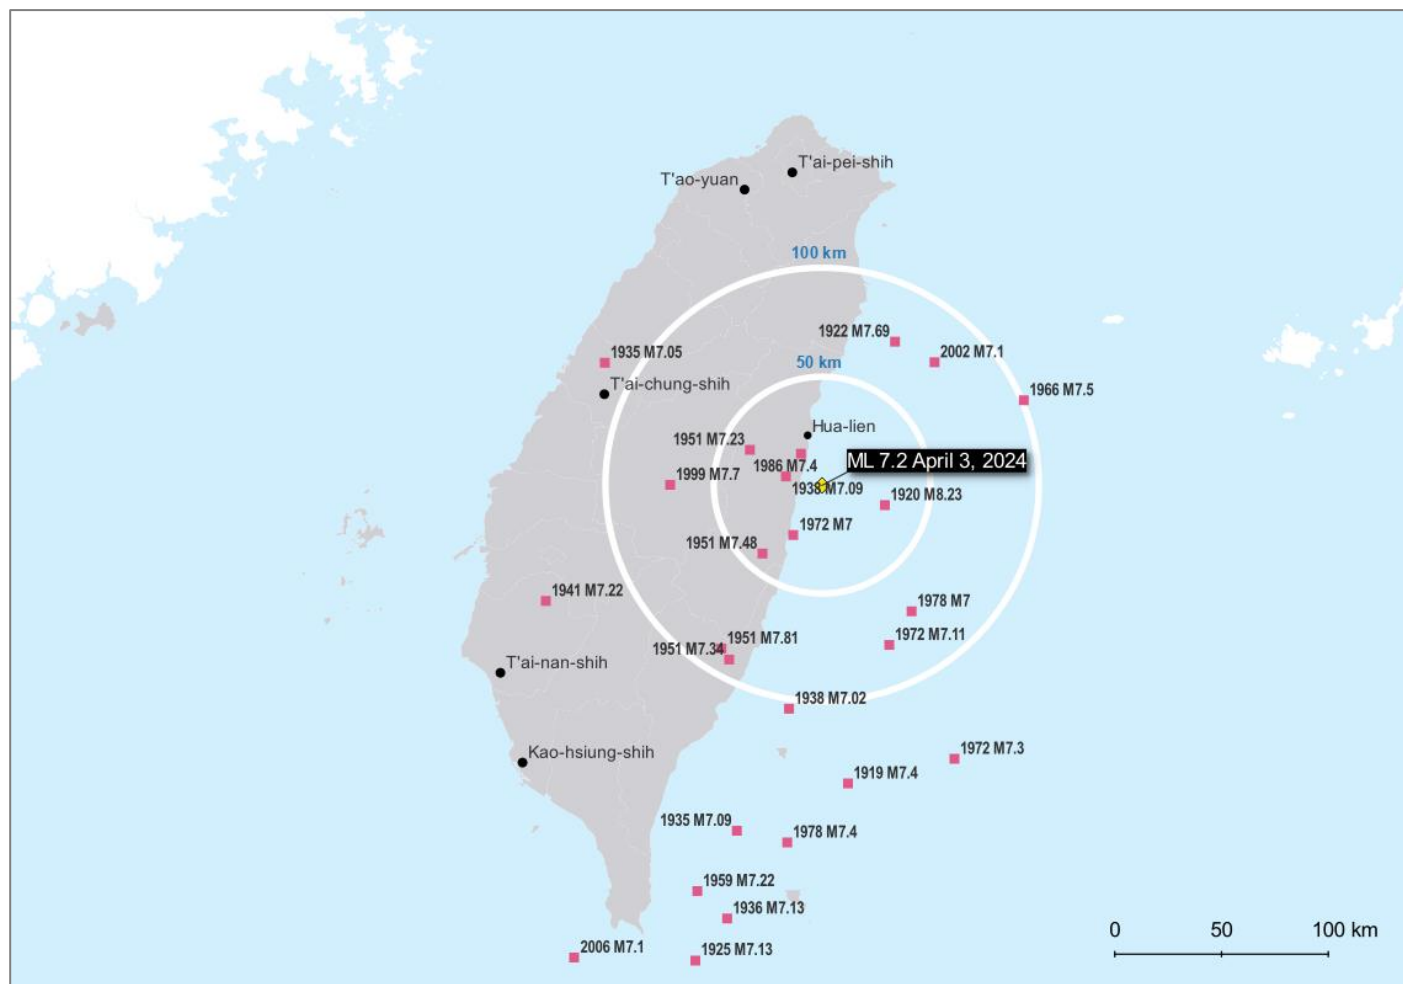 T'ai-pei-shih
T'ao-yuan
100 km
1922 M7.69
1935 M7.05
2002 M7.1
50 km
T'ai-chung-shih
1966 M7.5
Hua-lien
1951 M7.23
ML 7.2 April 3, 2024
1986 M7.4
1999 M7.7
1938 M7.09
1920 M8.23
1972 M7
1951 M7.48
1941 M7.22
1978 M7
1951 M7.81
1972 M7.11
1951 M7.34
T'ai-nan-shih
1938 M7.02
Kao-hsiung-shih
1972 M7.3
1919 M7.4
1935 M7.09
1978 M7.4
1959 M7.22
1936 M7.13
0 50 100 km
2006 M7.1
1925 M7.13